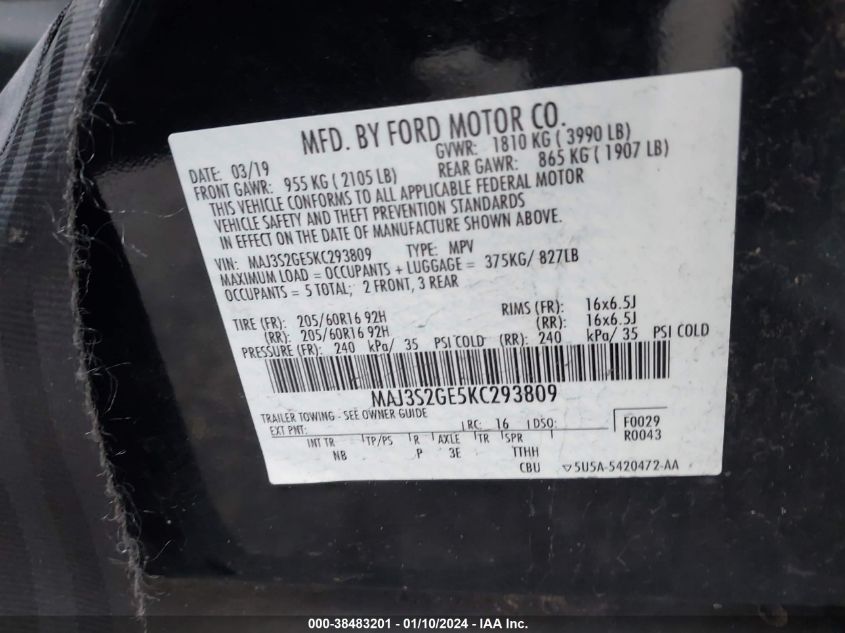 MFD. BY FORD MOTOR CO.
DATE: 03/19 GVWR: 1810 KG ( 3990 LB)
FRONT GAWR: 955 KG ( 2105 LB) REAR GAWR: 865 KG ( 1907 LB)
THIS VEHICLE CONFORMS TO ALL APPLICABLE FEDERAL MOTOR
VEHICLE SAFETY AND THEFT PREVENTION STANDARDS
IN EFFECT ON THE DATE OF MANUFACTURE SHOWN ABOVE.
VIN: MAJ3S2GE5KC293809 TYPE: MPV
MAXIMUM LOAD = OCCUPANTS + LUGGAGE = 375KG/ 827LB
OCCUPANTS = 5 TOTAL; 2 FRONT, 3 REAR
TIRE (FR): 205/60R16 92H RIMS (FR): 16x6.5J
(RR): 205/60R16 92H (RR): 16x6.5J
PRESSURE (FR): 240 kPa/ 35 PSI COLD (RR): 240 kPa/ 35 PSI COLD
MAJ3S2GE5KC293809
TRAILER TOWING - SEE OWNER GUIDE
EXT PNT: RC: 16 DSO: F0029
R0043
INT TR TP/PS R AXLE TR SPR
NB P 3E TTHH
CBU 5U5A-5420472-AA
000-38483201 - 01/10/2024 - IAA Inc.